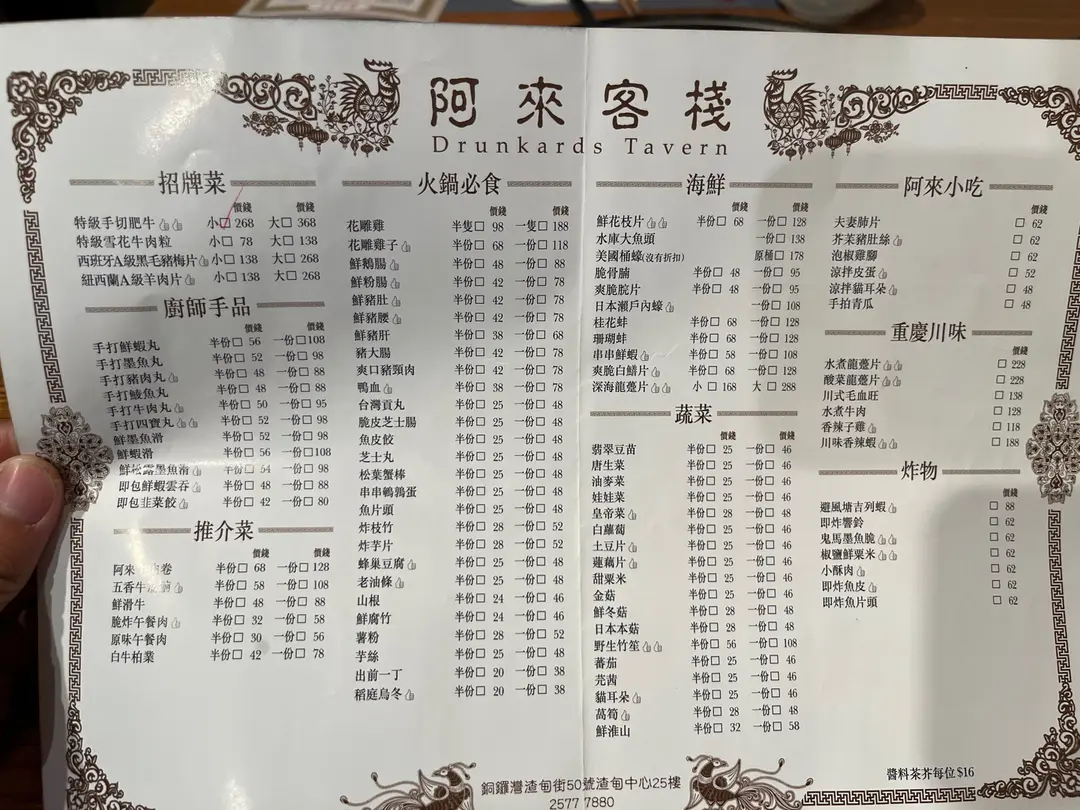 阿來客棧
Drunkards Tavern
招牌菜
價錢 價錢
特級手切肥牛 小□ 268 大□ 368
特級雪花牛肉粒 小□ 78 大□ 138
西班牙A級黑毛豬梅片 小□ 138 大□ 268
紐西蘭A級羊肉片 小□ 138 大□ 268
廚師手品
價錢 價錢
手打鮮蝦丸 半份□ 56 一份□ 108
手打墨魚丸 半份□ 52 一份□ 98
手打豬肉丸 半份□ 48 一份□ 88
手打鯪魚丸 半份□ 48 一份□ 88
手打牛肉丸 半份□ 50 一份□ 95
手打四寶丸 半份□ 52 一份□ 98
鮮墨魚滑 半份□ 52 一份□ 98
鮮蝦滑 半份□ 56 一份□ 108
鮮松露墨魚滑 半份□ 54 一份□ 98
即包鮮蝦雲吞 半份□ 48 一份□ 88
即包韭菜餃 半份□ 42 一份□ 80
推介菜
價錢 價錢
阿來 卷 半份□ 68 一份□ 128
五香牛 半份□ 58 一份□ 108
鮮滑牛 半份□ 48 一份□ 88
脆炸午餐肉 半份□ 32 一份□ 58
原味午餐肉 半份□ 30 一份□ 56
白牛柏葉 半份□ 42 一份□ 78
火鍋必食
價錢 價錢
花雕雞 半隻□ 98 一隻□ 188
花雕雞子 半份□ 68 一份□ 118
鮮鵝腸 半份□ 48 一份□ 88
鮮粉腸 半份□ 42 一份□ 78
鮮豬肚 半份□ 42 一份□ 78
鮮豬腰 半份□ 42 一份□ 78
鮮豬肝 半份□ 38 一份□ 68
豬大腸 半份□ 42 一份□ 78
爽口豬頸肉 半份□ 42 一份□ 78
鴨血 半份□ 38 一份□ 78
台灣貢丸 半份□ 25 一份□ 48
脆皮芝士腸 半份□ 25 一份□ 48
魚皮餃 半份□ 25 一份□ 48
芝士丸 半份□ 25 一份□ 48
松葉蟹棒 半份□ 25 一份□ 48
串串鵪鶉蛋 半份□ 25 一份□ 48
魚片頭 半份□ 25 一份□ 48
炸枝竹 半份□ 28 一份□ 52
炸芋片 半份□ 28 一份□ 52
蜂巢豆腐 半份□ 25 一份□ 48
老油條 半份□ 25 一份□ 48
山根 半份□ 24 一份□ 46
鮮腐竹 半份□ 24 一份□ 46
薯粉 半份□ 28 一份□ 52
芋絲 半份□ 25 一份□ 48
出前一丁 半份□ 20 一份□ 38
稻庭烏冬 半份□ 20 一份□ 38
海鮮
價錢 價錢
鮮花枝片 半份□ 68 一份□ 128
水庫大魚頭 一份□ 138
美國桶蠔(沒有折扣) 原桶□ 178
脆骨腩 半份□ 48 一份□ 95
爽脆脘片 半份□ 48 一份□ 95
日本瀨戶內蠔 一份□ 108
桂花蚌 半份□ 68 一份□ 128
珊瑚蚌 半份□ 68 一份□ 128
串串鮮蝦 半份□ 58 一份□ 108
爽脆白鱔片 半份□ 68 一份□ 128
深海龍躉片 小 □ 168 大 □ 288
蔬菜
價錢 價錢
翡翠豆苗 半份□ 25 一份□ 46
唐生菜 半份□ 25 一份□ 46
油麥菜 半份□ 25 一份□ 46
娃娃菜 半份□ 25 一份□ 46
皇帝菜 半份□ 25 一份□ 46
白蘿蔔 半份□ 25 一份□ 46
土豆片 半份□ 25 一份□ 46
蓮藕片 半份□ 25 一份□ 46
甜粟米 半份□ 25 一份□ 46
金菇 半份□ 25 一份□ 46
鮮冬菇 半份□ 28 一份□ 48
日本本菇 半份□ 28 一份□ 48
野生竹笙 半份□ 56 一份□ 108
蕃茄 半份□ 25 一份□ 46
芫茜 半份□ 25 一份□ 46
貓耳朵 半份□ 25 一份□ 46
萵筍 半份□ 28 一份□ 48
鮮淮山 半份□ 32 一份□ 58
阿來小吃
價錢
夫妻肺片 □ 62
芥茉豬肚絲 □ 62
泡椒雞腳 □ 62
涼拌皮蛋 □ 52
涼拌貓耳朵 □ 48
手拍青瓜 □ 48
重慶川味
價錢
水煮龍躉片 □ 228
酸菜龍躉片 □ 228
川式毛血旺 □ 138
水煮牛肉 □ 128
香辣子雞 □ 118
川味香辣蝦 □ 188
炸物
價錢
避風塘吉列蝦 □ 88
即炸響鈴 □ 62
鬼馬墨魚脆 □ 62
椒鹽鮮粟米 □ 62
小酥肉 □ 62
即炸魚皮 □ 62
即炸魚片頭 □ 62
醬料茶芥每位 $16
銅鑼灣渣甸街50號渣甸中心25樓
2577 7880